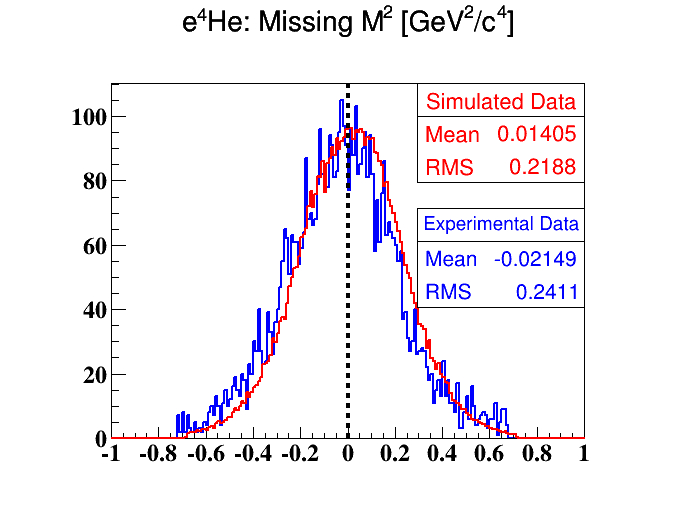 e⁴He: Missing M² [GeV²/c⁴]
Simulated Data
Mean 0.01405
RMS 0.2188
Experimental Data
Mean -0.02149
RMS 0.2411
100
80
60
40
20
0
-1 -0.8 -0.6 -0.4 -0.2 0 0.2 0.4 0.6 0.8 1